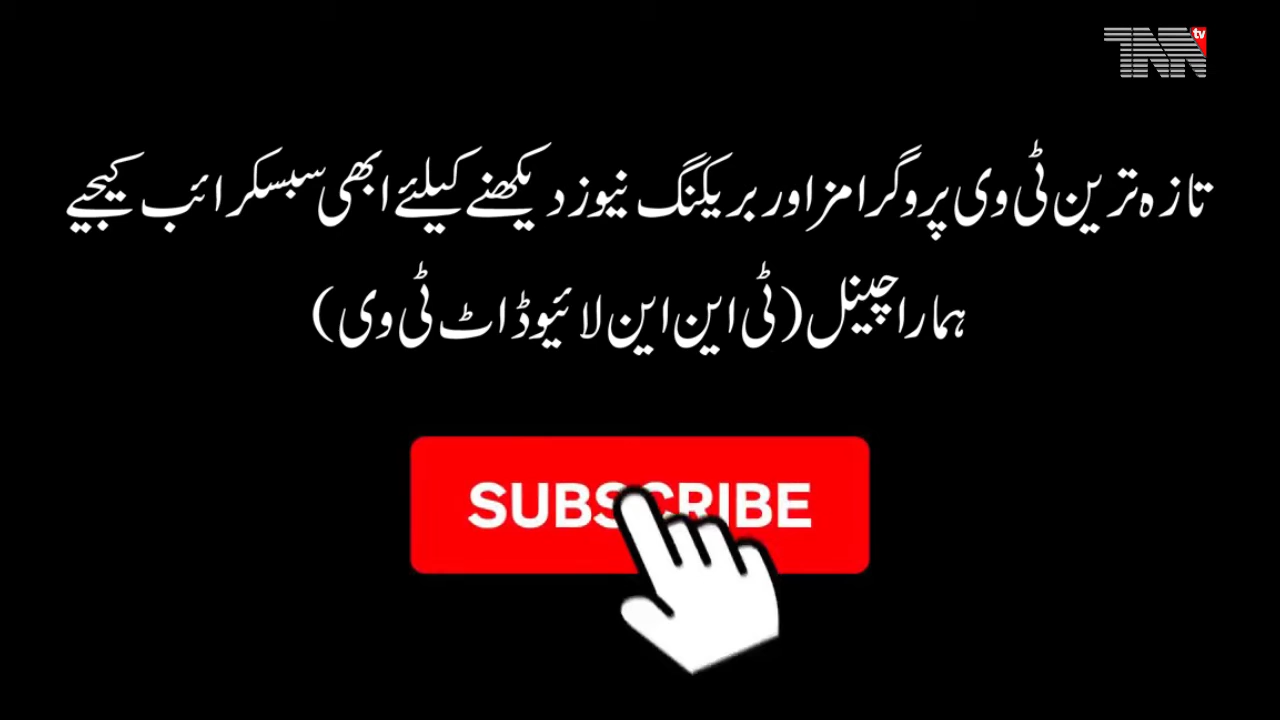 TNN tv
تازہ ترین ٹی وی پروگرامز اور بریکنگ نیوز دیکھنے کیلئے ابھی سبسکرائب کیجیے
ہمارا چینل (ٹی این این لائیو ڈاٹ ٹی وی)
SUBSCRIBE